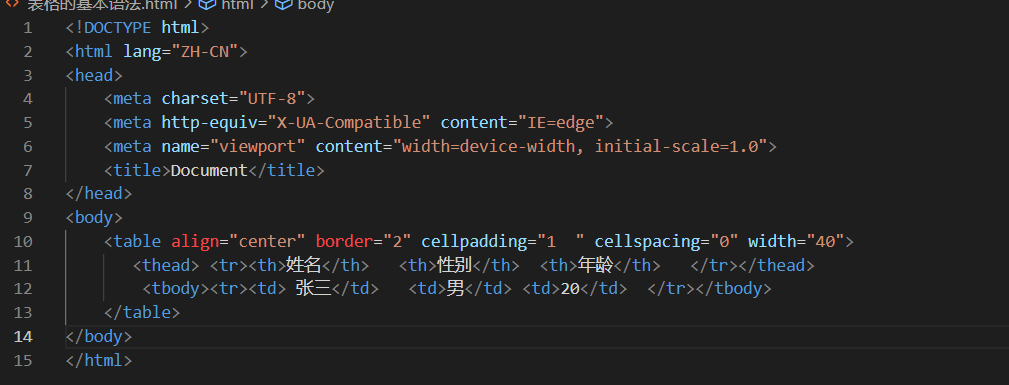 表格的基本语法.html > html > body
1 <!DOCTYPE html>
2 <html lang="ZH-CN">
3 <head>
4     <meta charset="UTF-8">
5     <meta http-equiv="X-UA-Compatible" content="IE=edge">
6     <meta name="viewport" content="width=device-width, initial-scale=1.0">
7     <title>Document</title>
8 </head>
9 <body>
10     <table align="center" border="2" cellpadding="1  " cellspacing="0" width="40">
11        <thead> <tr><th>姓名</th>   <th>性别</th>  <th>年龄</th>   </tr></thead>
12         <tbody><tr><td> 张三</td>   <td>男</td> <td>20</td>  </tr></tbody>
13     </table>
14 </body>
15 </html>